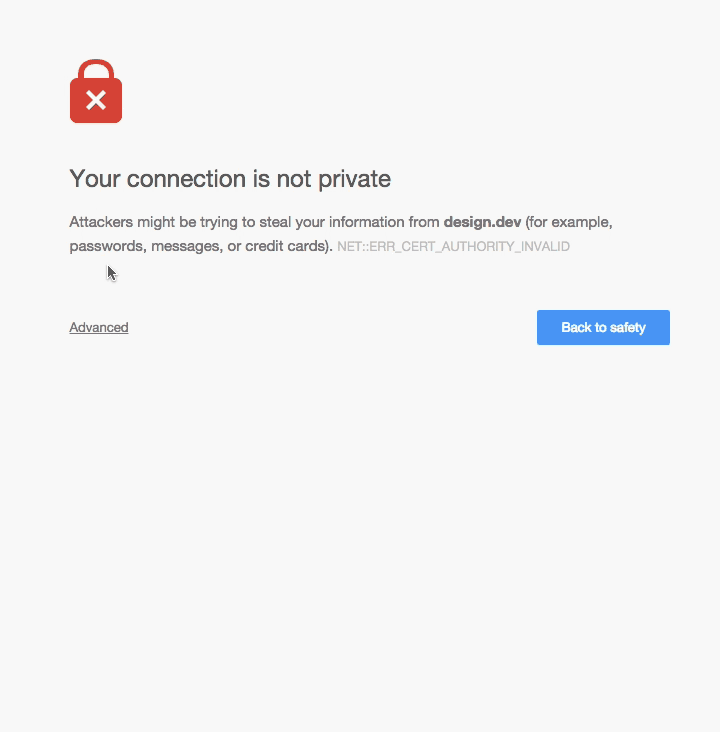 Your connection is not private
Attackers might be trying to steal your information from design.dev (for example,
passwords, messages, or credit cards). NET::ERR_CERT_AUTHORITY_INVALID
Advanced
Back to safety